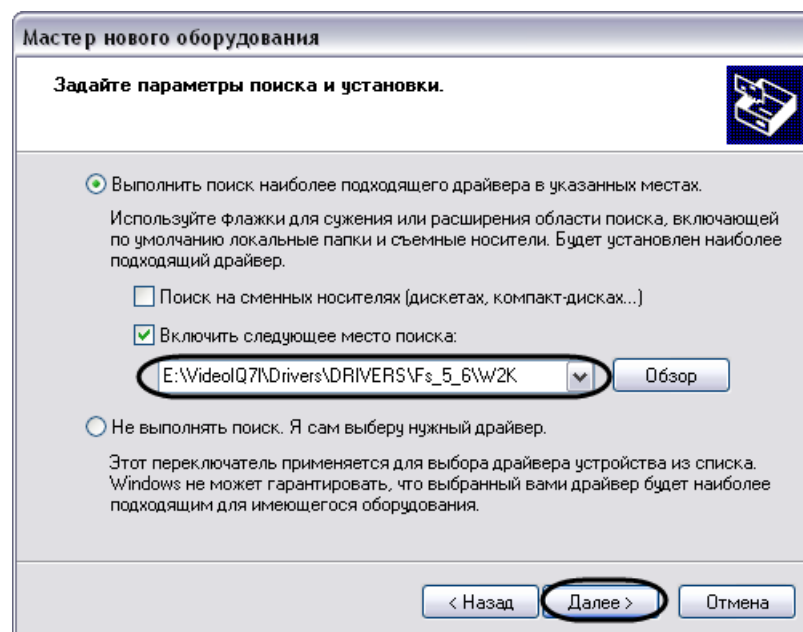 Мастер нового оборудования
Задайте параметры поиска и установки.
Выполнить поиск наиболее подходящего драйвера в указанных местах.
Используйте флажки для сужения или расширения области поиска, включающей
по умолчанию локальные папки и съемные носители. Будет установлен наиболее
подходящий драйвер.
Поиск на сменных носителях (дискетах, компакт-дисках...)
Включить следующее место поиска:
E:\VideoIQ7l\Drivers\DRIVERS\Fs_5_6\W2K
Обзор
Не выполнять поиск. Я сам выберу нужный драйвер.
Этот переключатель применяется для выбора драйвера устройства из списка.
Windows не может гарантировать, что выбранный вами драйвер будет наиболее
подходящим для имеющегося оборудования.
< Назад
Далее >
Отмена